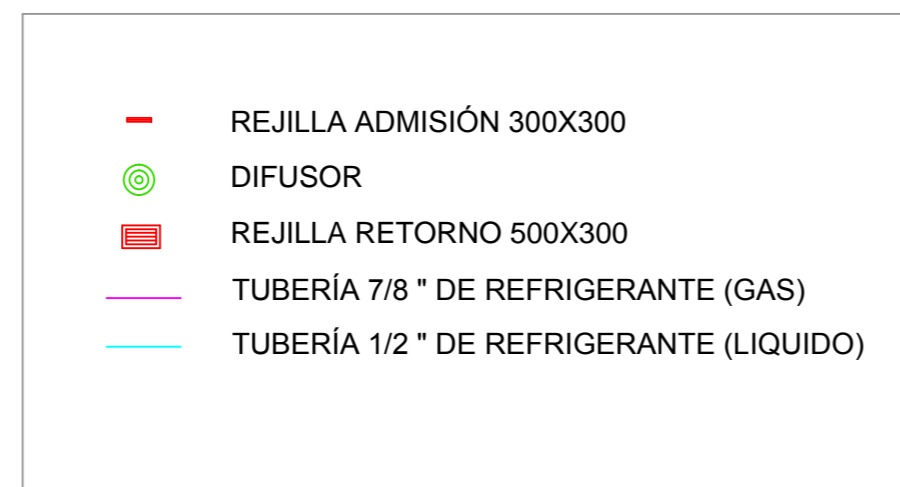 REJILLA ADMISIÓN 300X300
DIFUSOR
REJILLA RETORNO 500X300
TUBERÍA 7/8 " DE REFRIGERANTE (GAS)
TUBERÍA 1/2 " DE REFRIGERANTE (LIQUIDO)